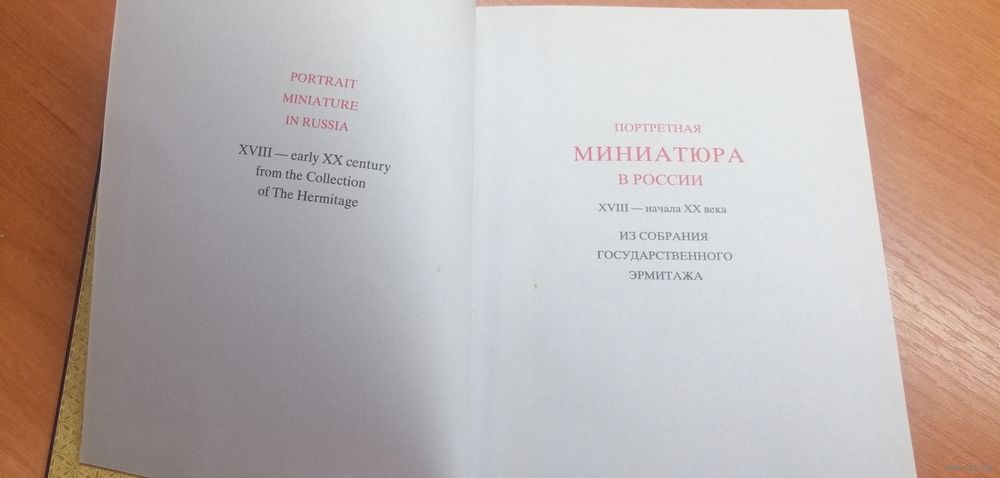 PORTRAIT
MINIATURE
IN RUSSIA
XVIII — early XX century
from the Collection
of The Hermitage
ПОРТРЕТНАЯ
МИНИАТЮРА
В РОССИИ
XVIII — начала XX века
ИЗ СОБРАНИЯ
ГОСУДАРСТВЕННОГО
ЭРМИТАЖА